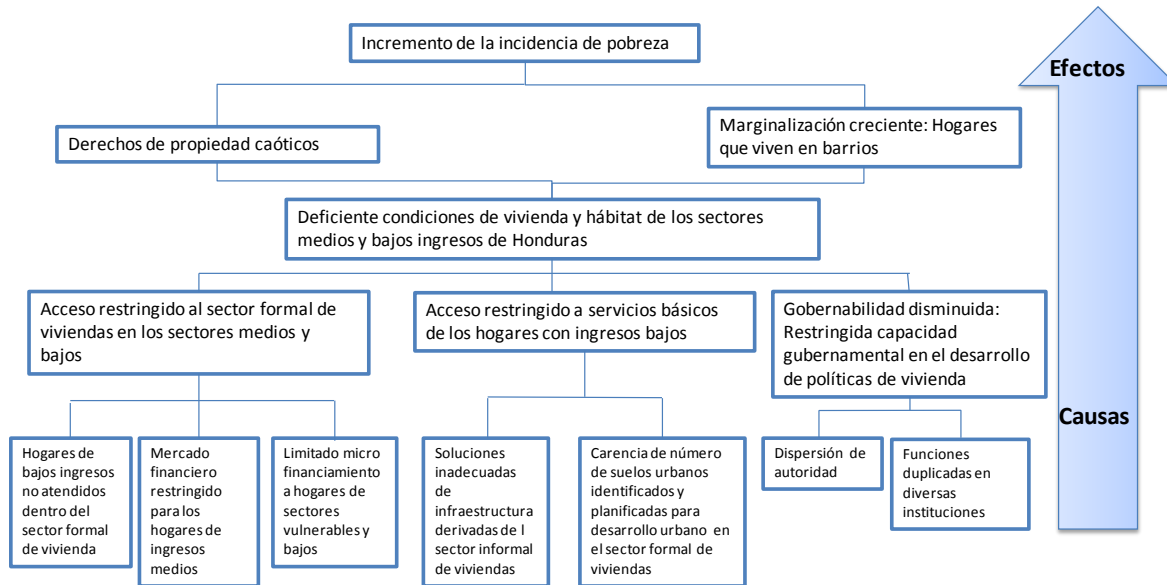 Incremento de la incidencia de pobreza
Efectos
Derechos de propiedad caóticos
Marginalización creciente: Hogares
que viven en barrios
Deficiente condiciones de vivienda y hábitat de los sectores
medios y bajos ingresos de Honduras
Acceso restringido al sector formal de
viviendas en los sectores medios y
bajos
Acceso restringido a servicios básicos
de los hogares con ingresos bajos
Gobernabilidad disminuida:
Restringida capacidad
gubernamental en el desarrollo
de políticas de vivienda
Causas
Hogares de
bajos ingresos
no atendidos
dentro del
sector formal
de vivienda
Mercado
financiero
restringido
para los
hogares de
ingresos
medios
Limitado micro
financiamiento
a hogares de
sectores
vulnerables y
bajos
Soluciones
inadecuadas
de
infraestructura
derivadas de l
sector informal
de viviendas
Carencia de número
de suelos urbanos
identificados y
planificadas para
desarrollo urbano en
el sector formal de
viviendas
Dispersión de
autoridad
Funciones
duplicadas en
diversas
instituciones